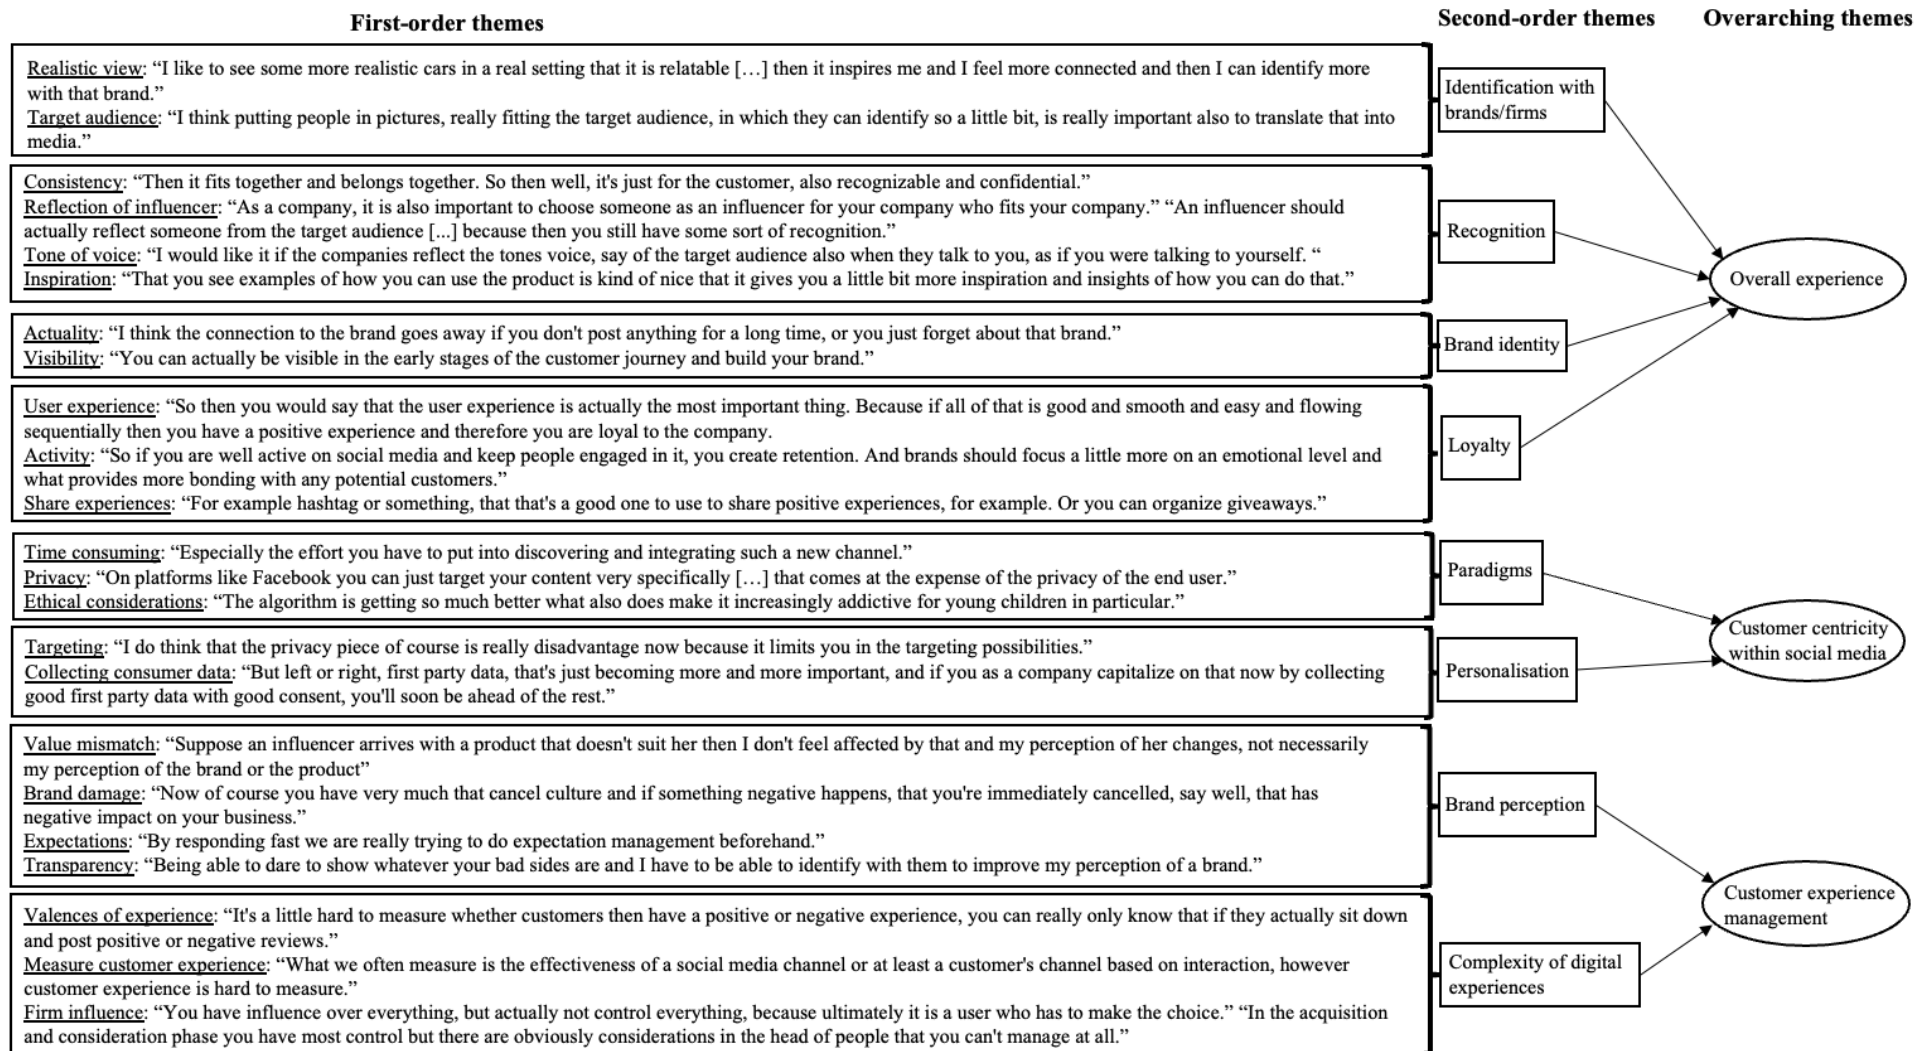 First-order themes
Second-order themes
Overarching themes
Realistic view: “I like to see some more realistic cars in a real setting that it is relatable […] then it inspires me and I feel more connected and then I can identify more
with that brand.”
Target audience: “I think putting people in pictures, really fitting the target audience, in which they can identify so a little bit, is really important also to translate that into
media.”
Identification with
brands/firms
Consistency: “Then it fits together and belongs together. So then well, it's just for the customer, also recognizable and confidential.”
Reflection of influencer: “As a company, it is also important to choose someone as an influencer for your company who fits your company.” “An influencer should
actually reflect someone from the target audience [...] because then you still have some sort of recognition.”
Tone of voice: “I would like it if the companies reflect the tones voice, say of the target audience also when they talk to you, as if you were talking to yourself. “
Inspiration: “That you see examples of how you can use the product is kind of nice that it gives you a little bit more inspiration and insights of how you can do that.”
Recognition
Overall experience
Actuality: “I think the connection to the brand goes away if you don't post anything for a long time, or you just forget about that brand.”
Visibility: “You can actually be visible in the early stages of the customer journey and build your brand.”
Brand identity
User experience: “So then you would say that the user experience is actually the most important thing. Because if all of that is good and smooth and easy and flowing
sequentially then you have a positive experience and therefore you are loyal to the company.
Activity: “So if you are well active on social media and keep people engaged in it, you create retention. And brands should focus a little more on an emotional level and
what provides more bonding with any potential customers.”
Share experiences: “For example hashtag or something, that that's a good one to use to share positive experiences, for example. Or you can organize giveaways.”
Loyalty
Time consuming: “Especially the effort you have to put into discovering and integrating such a new channel.”
Privacy: “On platforms like Facebook you can just target your content very specifically […] that comes at the expense of the privacy of the end user.”
Ethical considerations: “The algorithm is getting so much better what also does make it increasingly addictive for young children in particular.”
Paradigms
Customer centricity
within social media
Targeting: “I do think that the privacy piece of course is really disadvantage now because it limits you in the targeting possibilities.”
Collecting consumer data: “But left or right, first party data, that's just becoming more and more important, and if you as a company capitalize on that now by collecting
good first party data with good consent, you'll soon be ahead of the rest.”
Personalisation
Value mismatch: “Suppose an influencer arrives with a product that doesn't suit her then I don't feel affected by that and my perception of her changes, not necessarily
my perception of the brand or the product”
Brand damage: “Now of course you have very much that cancel culture and if something negative happens, that you're immediately cancelled, say well, that has
negative impact on your business.”
Expectations: “By responding fast we are really trying to do expectation management beforehand.”
Transparency: “Being able to dare to show whatever your bad sides are and I have to be able to identify with them to improve my perception of a brand.”
Brand perception
Customer experience
management
Valences of experience: “It's a little hard to measure whether customers then have a positive or negative experience, you can really only know that if they actually sit down
and post positive or negative reviews.”
Measure customer experience: “What we often measure is the effectiveness of a social media channel or at least a customer's channel based on interaction, however
customer experience is hard to measure.”
Firm influence: “You have influence over everything, but actually not control everything, because ultimately it is a user who has to make the choice.” “In the acquisition
and consideration phase you have most control but there are obviously considerations in the head of people that you can't manage at all.”
Complexity of digital
experiences